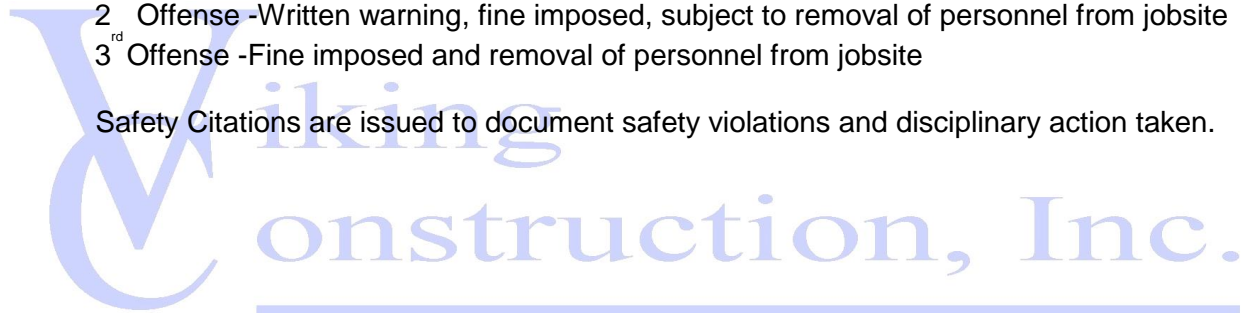 2 Offense -Written warning, fine imposed, subject to removal of personnel from jobsite
3rd Offense -Fine imposed and removal of personnel from jobsite
Safety Citations are issued to document safety violations and disciplinary action taken.
Viking
Construction, Inc.